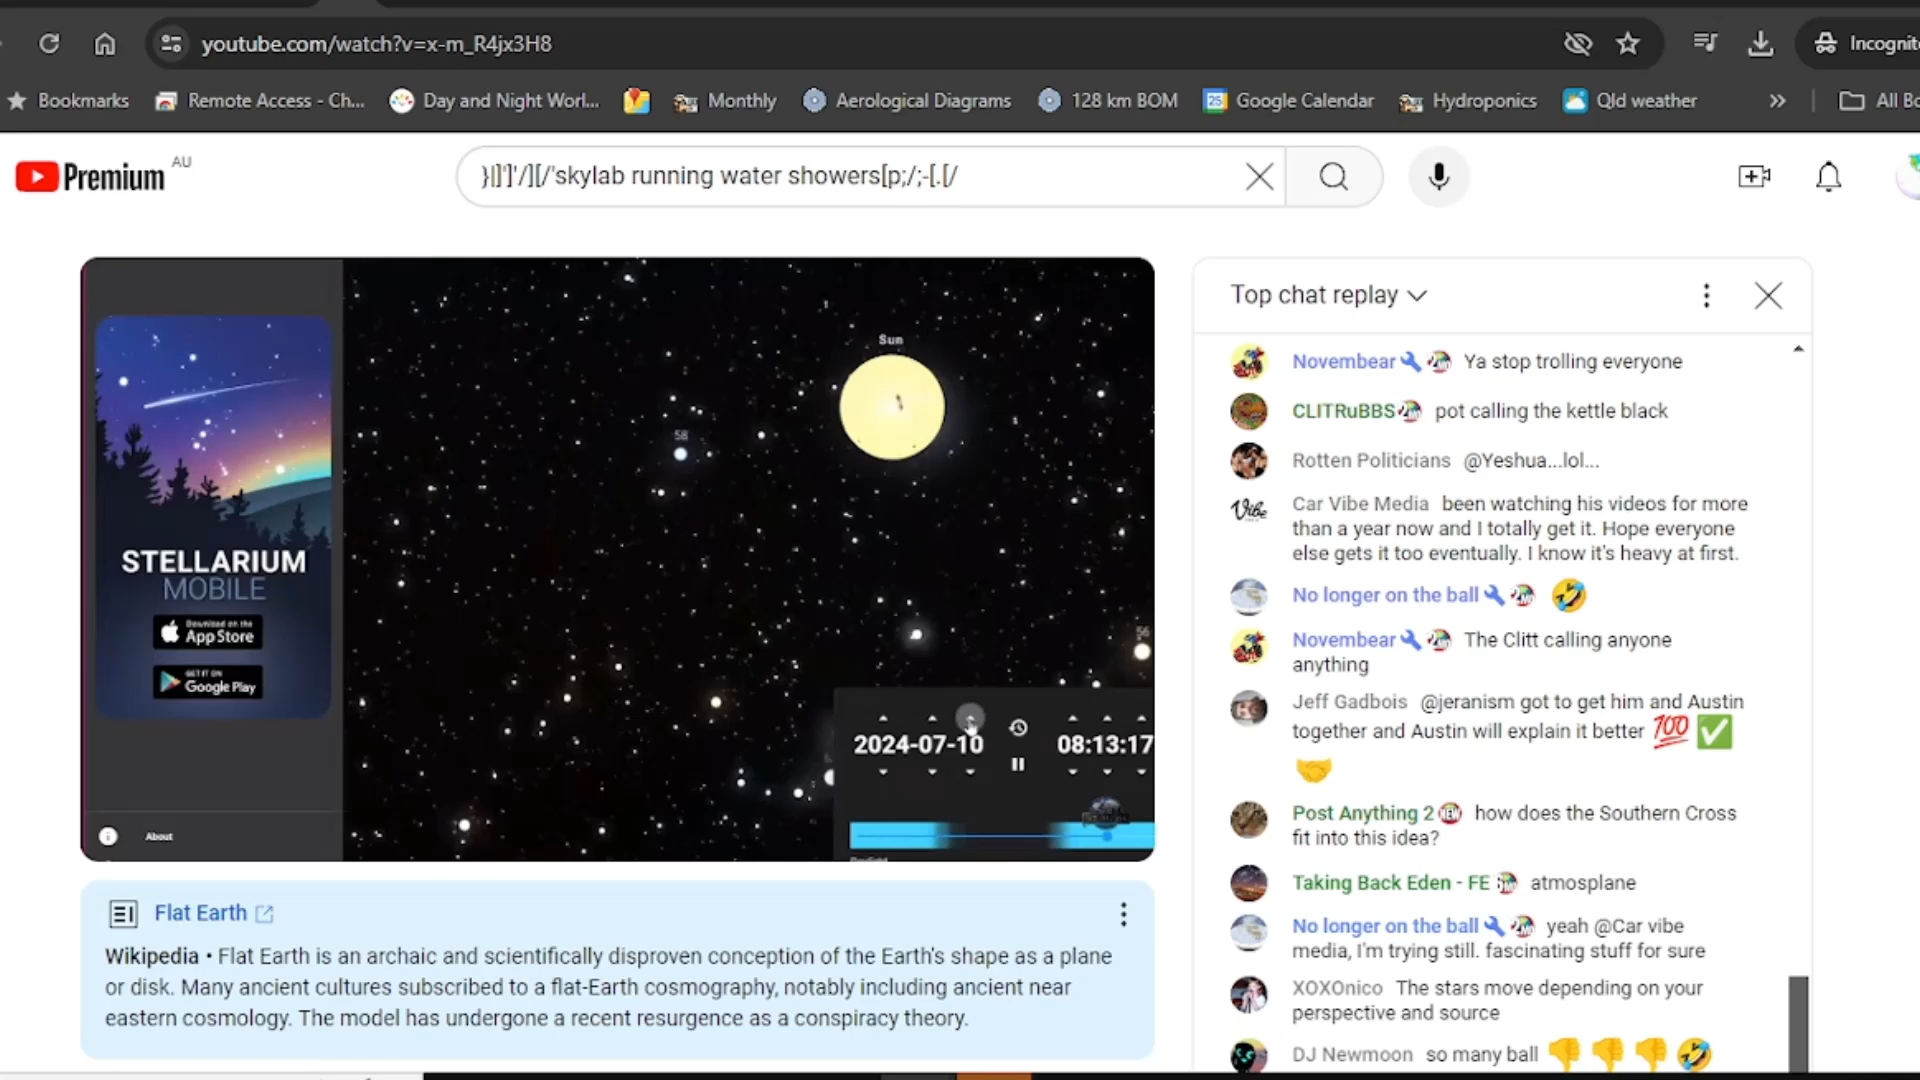 youtube.com/watch?v=x-m_R4jx3H8
Incognit
Bookmarks
Remote Access - Ch...
Day and Night Worl...
Monthly
Aerological Diagrams
128 km BOM
25
Google Calendar
Hydroponics
Qld weather
»
All Bo
Premium
AU
}|]']'/][/'skylab running water showers[p;/;-[.[/
Sun
58
56
STELLARIUM
MOBILE
Download on the
App Store
GET IT ON
Google Play
2024-07-10
08:13:17
About
Flat Earth
Wikipedia • Flat Earth is an archaic and scientifically disproven conception of the Earth's shape as a plane
or disk. Many ancient cultures subscribed to a flat-Earth cosmography, notably including ancient near
eastern cosmology. The model has undergone a recent resurgence as a conspiracy theory.
Top chat replay
Novembear Ya stop trolling everyone
CLITRuBBS pot calling the kettle black
Rotten Politicians @Yeshua...lol...
Vibe
Car Vibe Media been watching his videos for more
than a year now and I totally get it. Hope everyone
else gets it too eventually. I know it's heavy at first.
No longer on the ball 🤣
Novembear The Clitt calling anyone
anything
Jeff Gadbois @jeranism got to get him and Austin
together and Austin will explain it better 💯 ✅
🤝
Post Anything 2 NEW how does the Southern Cross
fit into this idea?
Taking Back Eden - FE atmosplane
No longer on the ball yeah @Car vibe
media, I'm trying still. fascinating stuff for sure
XOXOnico The stars move depending on your
perspective and source
DJ Newmoon so many ball 👎 👎 👎 🤣